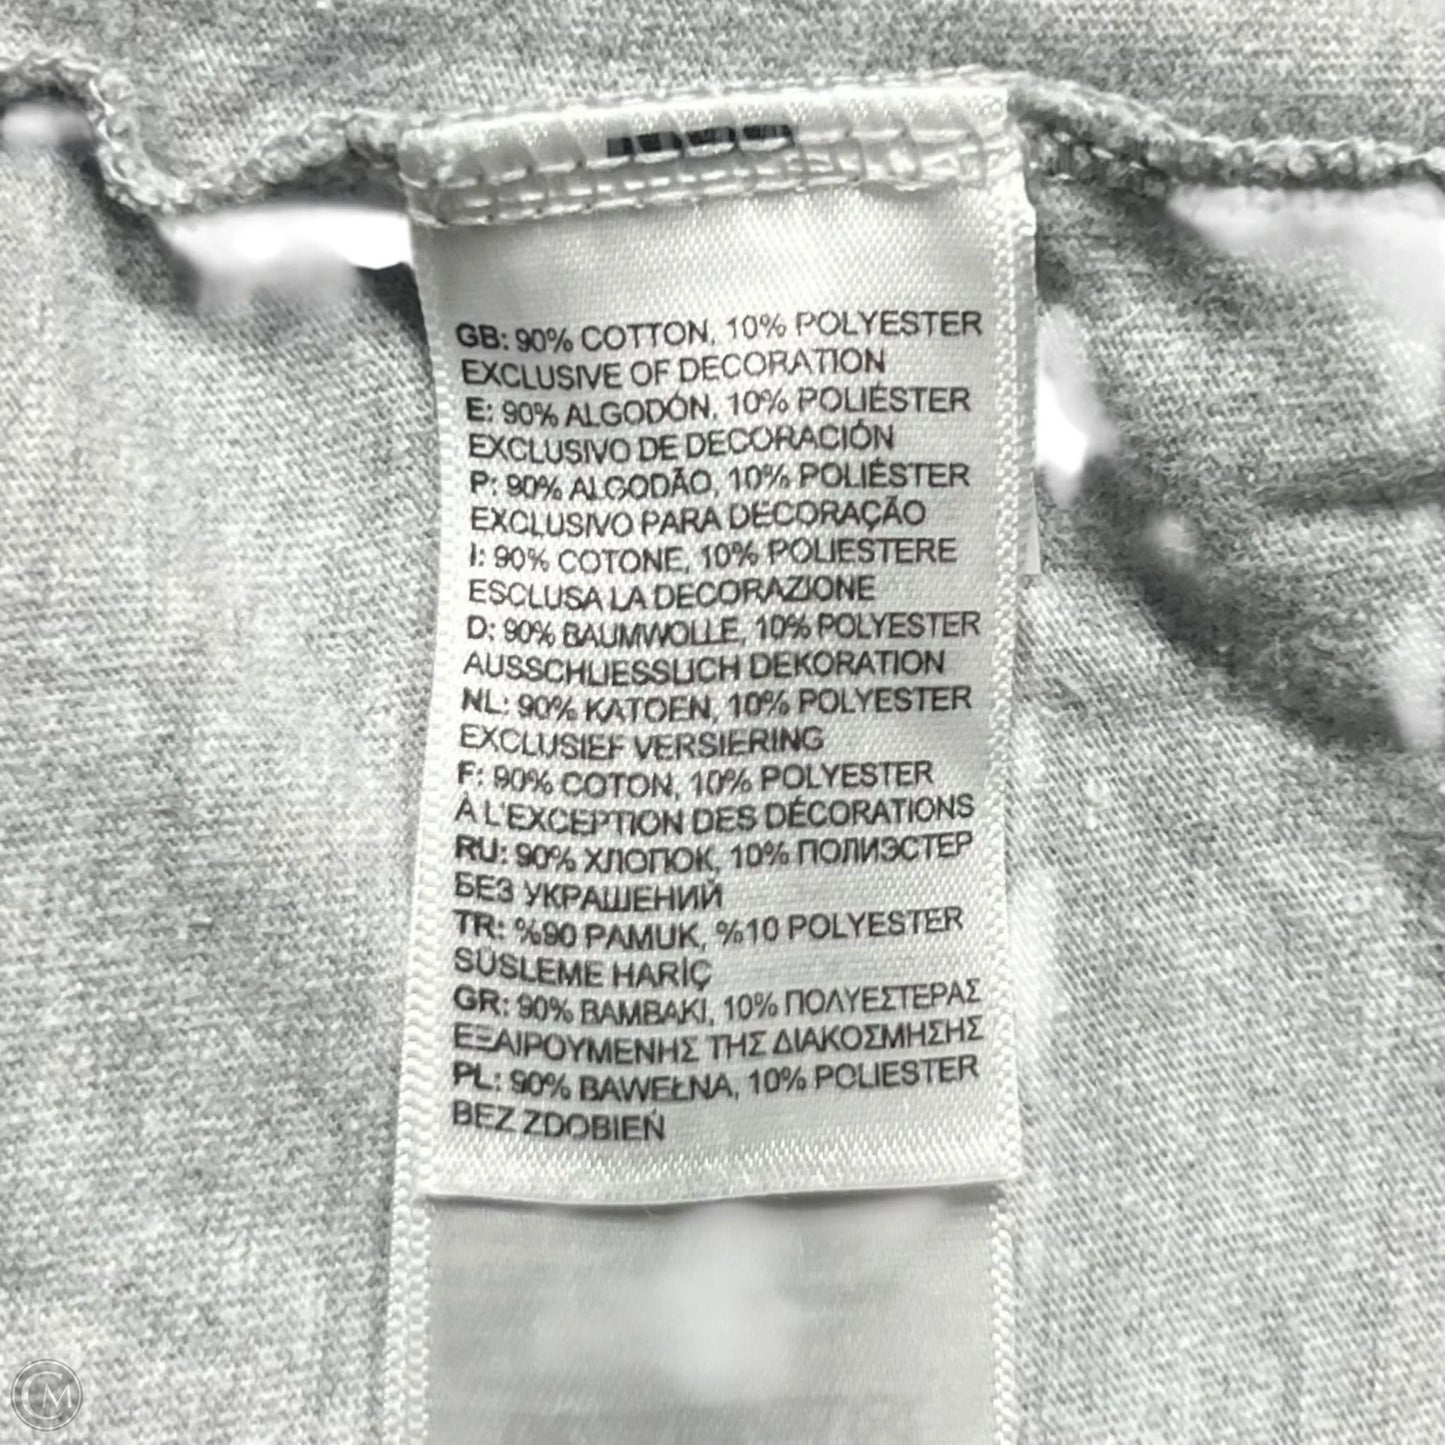 GB: 90% COTTON, 10% POLYESTER
EXCLUSIVE OF DECORATION
E: 90% ALGODÓN, 10% POLIÉSTER
EXCLUSIVO DE DECORACIÓN
P: 90% ALGODÃO, 10% POLIÉSTER
EXCLUSIVO PARA DECORAÇÃO
I: 90% COTONE, 10% POLIESTERE
ESCLUSA LA DECORAZIONE
D: 90% BAUMWOLLE, 10% POLYESTER
AUSSCHLIESSLICH DEKORATION
NL: 90% KATOEN, 10% POLYESTER
EXCLUSIEF VERSIERING
F: 90% COTON, 10% POLYESTER
À L'EXCEPTION DES DÉCORATIONS
RU: 90% ХЛОПОК, 10% ПОЛИЭСТЕР
БЕЗ УКРАШЕНИЙ
TR: %90 PAMUK, %10 POLYESTER
SÜSLEME HARİÇ
GR: 90% ΒΑΜΒΑΚΙ, 10% ΠΟΛΥΕΣΤΕΡΑΣ
ΕΞΑΙΡΟΥΜΕΝΗΣ ΤΗΣ ΔΙΑΚΟΣΜΗΣΗΣ
PL: 90% BAWEŁNA, 10% POLIESTER
BEZ ZDOBIEŃ
CM